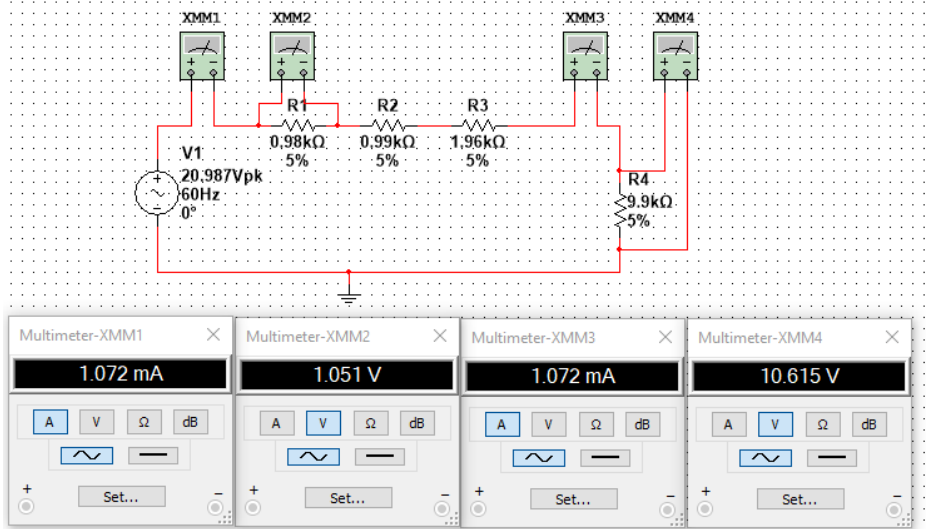 XMM1 XMM2 XMM3 XMM4
+ - + - + - + -
R1 R2 R3
0,98kΩ 0,99kΩ 1,96kΩ
5% 5% 5%
V1
20,987Vpk
60Hz
0°
R4
9.9kΩ
5%
Multimeter-XMM1
1.072 mA
A V Ω dB
Set...
+ -
Multimeter-XMM2
1.051 V
A V Ω dB
Set...
+ -
Multimeter-XMM3
1.072 mA
A V Ω dB
Set...
+ -
Multimeter-XMM4
10.615 V
A V Ω dB
Set...
+ -